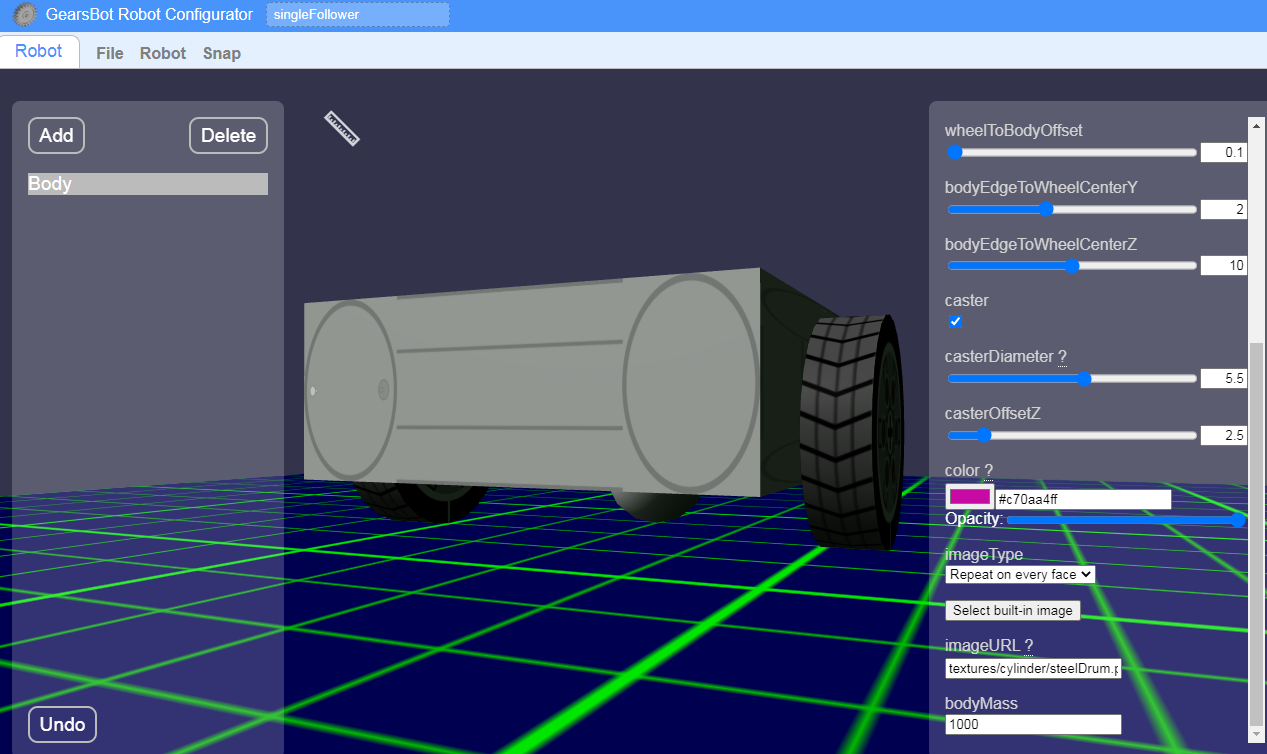 GearsBot Robot Configurator
singleFollower
Robot
File
Robot
Snap
Add
Delete
Body
Undo
wheelToBodyOffset
0.1
bodyEdgeToWheelCenterY
2
bodyEdgeToWheelCenterZ
10
caster
casterDiameter ?
5.5
casterOffsetZ
2.5
color ?
#c70aa4ff
Opacity:
imageType
Repeat on every face
Select built-in image
imageURL ?
textures/cylinder/steelDrum.p
bodyMass
1000